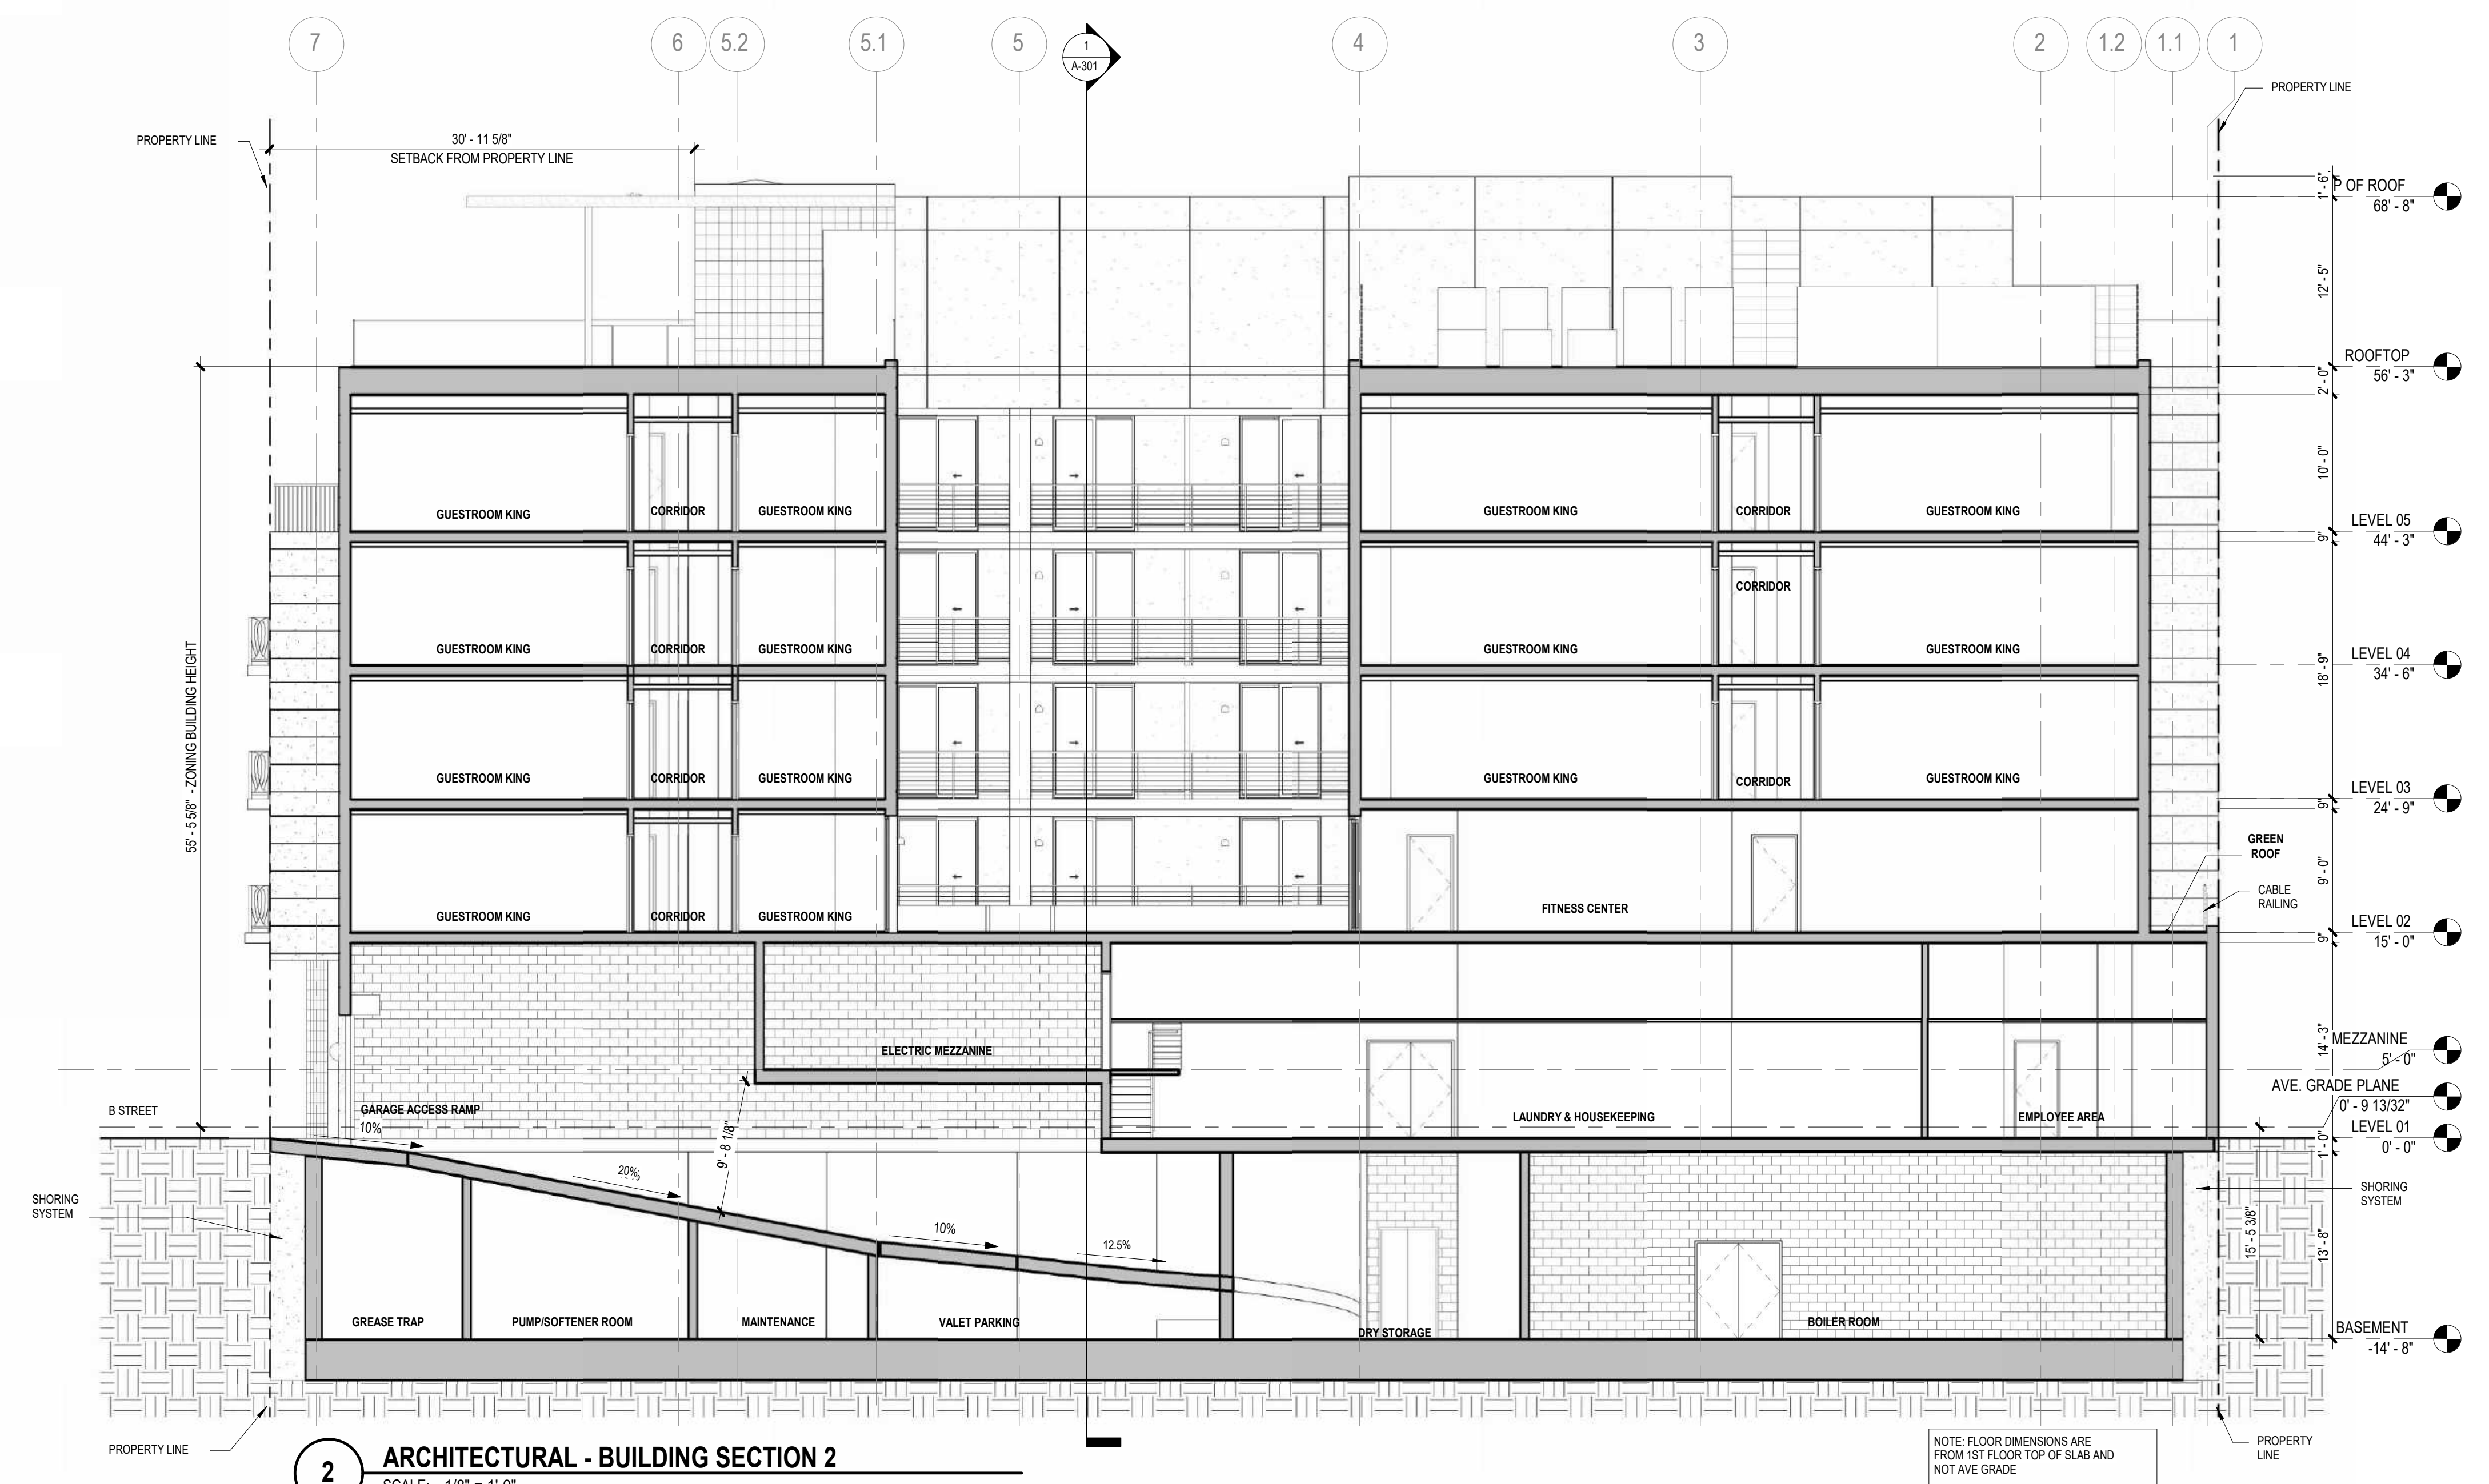 7
6
5.2
5.1
5
1
A-301
4
3
2
1.2
1.1
1
PROPERTY LINE
PROPERTY LINE
30' - 11 5/8"
SETBACK FROM PROPERTY LINE
1' - 6"
P OF ROOF
68' - 8"
12' - 5"
ROOFTOP
56' - 3"
2' - 0"
10' - 0"
GUESTROOM KING
CORRIDOR
GUESTROOM KING
GUESTROOM KING
CORRIDOR
GUESTROOM KING
LEVEL 05
44' - 3"
9"
CORRIDOR
GUESTROOM KING
CORRIDOR
GUESTROOM KING
GUESTROOM KING
GUESTROOM KING
LEVEL 04
34' - 6"
18' - 9"
55' - 5 5/8" - ZONING BUILDING HEIGHT
GUESTROOM KING
CORRIDOR
GUESTROOM KING
GUESTROOM KING
CORRIDOR
GUESTROOM KING
LEVEL 03
24' - 9"
9"
GREEN
ROOF
9' - 0"
CABLE
RAILING
GUESTROOM KING
CORRIDOR
GUESTROOM KING
FITNESS CENTER
LEVEL 02
15' - 0"
9"
ELECTRIC MEZZANINE
14' - 3"
MEZZANINE
5' - 0"
AVE. GRADE PLANE
0' - 9 13/32"
B STREET
GARAGE ACCESS RAMP
LAUNDRY & HOUSEKEEPING
EMPLOYEE AREA
10%
LEVEL 01
0' - 0"
1' - 0"
9' - 8 1/8"
20%
SHORING
SYSTEM
SHORING
SYSTEM
10%
12.5%
15' - 5 3/8"
13' - 8"
GREASE TRAP
PUMP/SOFTENER ROOM
MAINTENANCE
VALET PARKING
DRY STORAGE
BOILER ROOM
BASEMENT
-14' - 8"
PROPERTY LINE
2
ARCHITECTURAL - BUILDING SECTION 2
SCALE: 1/8" = 1'-0"
NOTE: FLOOR DIMENSIONS ARE
FROM 1ST FLOOR TOP OF SLAB AND
NOT AVE GRADE
PROPERTY
LINE